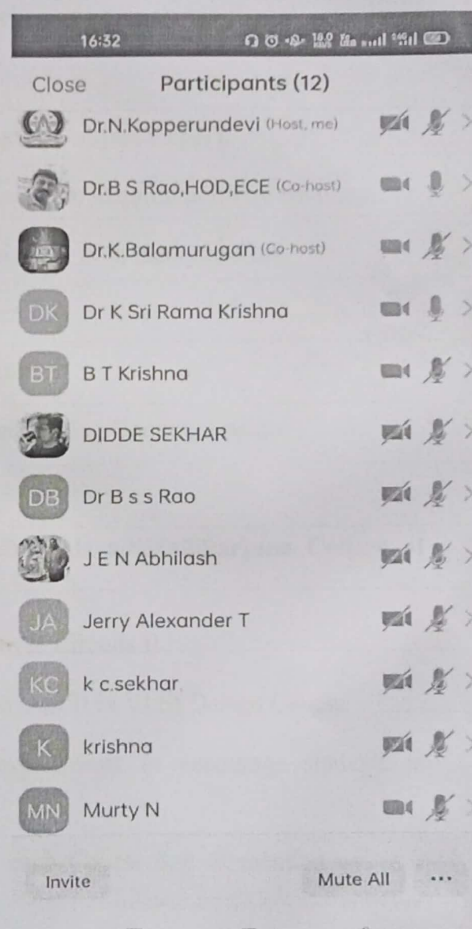 16:32
Close Participants (12)
Dr.N.Kopperundevi (Host, me)
Dr.B S Rao,HOD,ECE (Co-host)
Dr.K.Balamurugan (Co-host)
DK Dr K Sri Rama Krishna
BT B T Krishna
DIDDE SEKHAR
DB Dr B s s Rao
J E N Abhilash
JA Jerry Alexander T
KC k c.sekhar
K krishna
MN Murty N
Invite Mute All ...